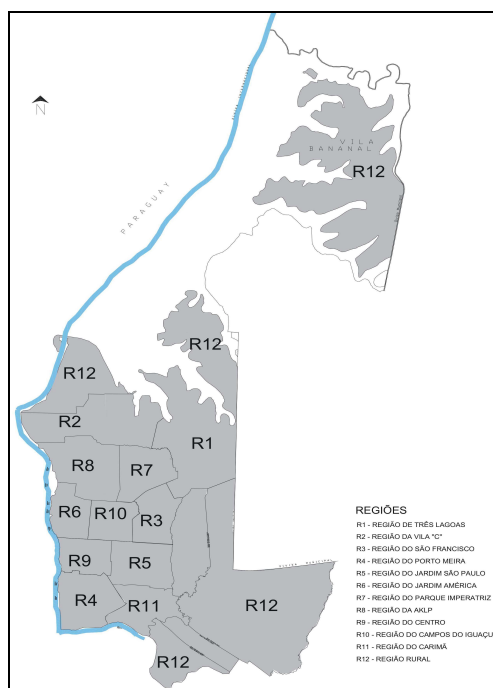 N
PARAGUAY
VILA
BANANAL
R12
R12
R12
R2
R1
R8
R7
R6
R10
R3
R9
R5
R4
R11
R12
R12
REGIÕES
R1 - REGIÃO DE TRÊS LAGOAS
R2 - REGIÃO DA VILA "C"
R3 - REGIÃO DO SÃO FRANCISCO
R4 - REGIÃO DO PORTO MEIRA
R5 - REGIÃO DO JARDIM SÃO PAULO
R6 - REGIÃO DO JARDIM AMÉRICA
R7 - REGIÃO DO PARQUE IMPERATRIZ
R8 - REGIÃO DA AKLP
R9 - REGIÃO DO CENTRO
R10 - REGIÃO DO CAMPOS DO IGUAÇU
R11 - REGIÃO DO CARIMÃ
R12 - REGIÃO RURAL